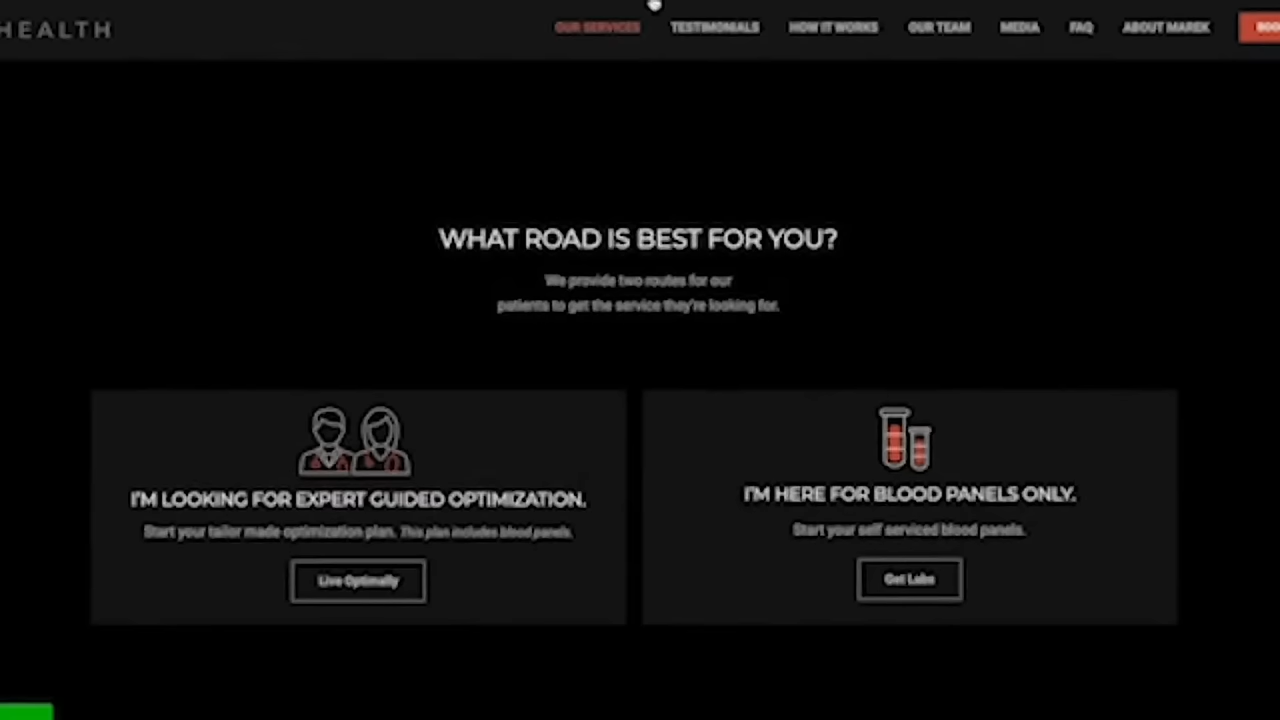 HEALTH
OUR SERVICES TESTIMONIALS HOW IT WORKS OUR TEAM MEDIA FAQ ABOUT MAREK
WHAT ROAD IS BEST FOR YOU?
We provide two routes for our
patients to get the service they're looking for.
I'M LOOKING FOR EXPERT GUIDED OPTIMIZATION.
Start your tailor made optimization plan. This plan includes blood panels.
Live Optimally
I'M HERE FOR BLOOD PANELS ONLY.
Start your self serviced blood panels.
Get Labs